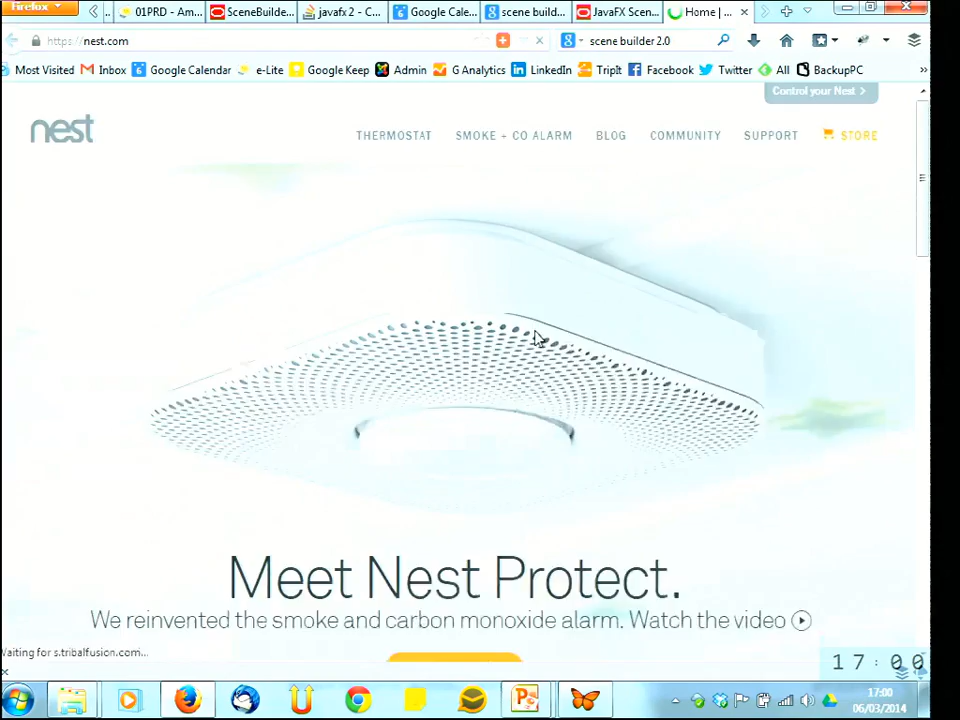 Firefox
01PRD - Am...
SceneBuilde...
javafx 2 - C...
Google Cale...
scene build...
JavaFX Scen...
Home | ...
https://nest.com
scene builder 2.0
Most Visited
Inbox
Google Calendar
e-Lite
Google Keep
Admin
G Analytics
LinkedIn
TripIt
Facebook
Twitter
All
BackupPC
»
Control your Nest >
nest
THERMOSTAT
SMOKE + CO ALARM
BLOG
COMMUNITY
SUPPORT
STORE
Meet Nest Protect.
We reinvented the smoke and carbon monoxide alarm. Watch the video
Waiting for s.tribalfusion.com...
17:00
17:00
06/03/2014